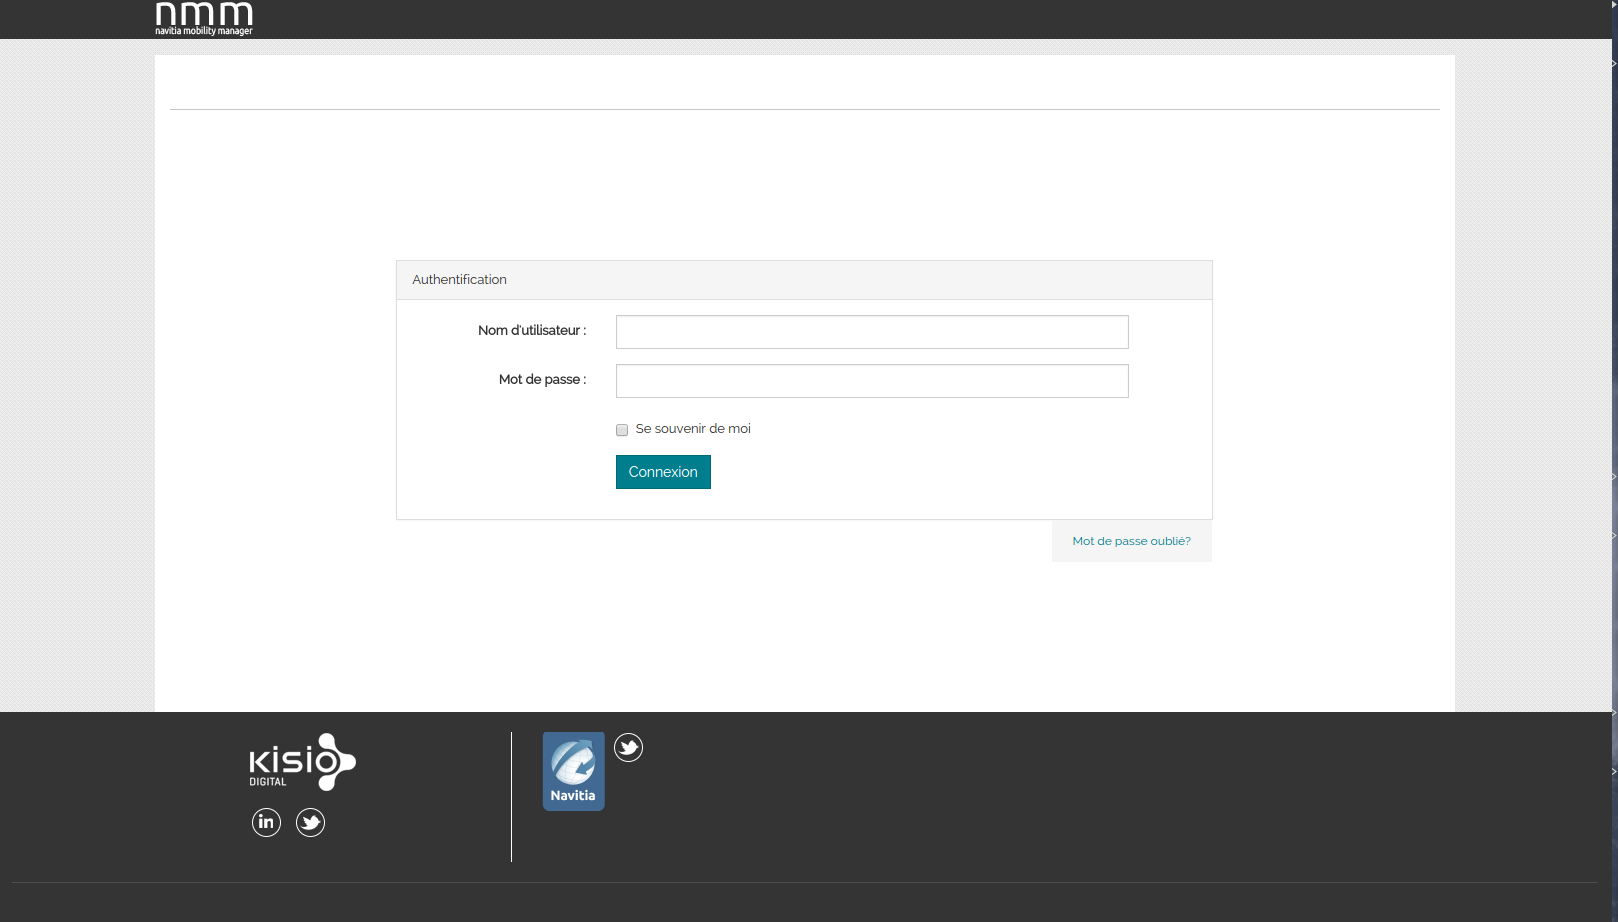 nmm
navitia mobility manager
Authentification
Nom d'utilisateur :
Mot de passe :
Se souvenir de moi
Connexion
Mot de passe oublié?
kisio
DIGITAL
in
Navitia